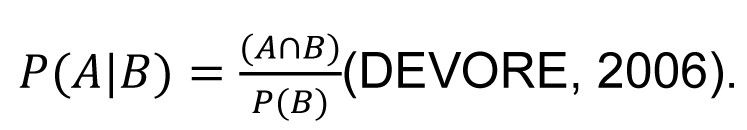 P(A|B) = (A∩B)/P(B) (DEVORE, 2006).